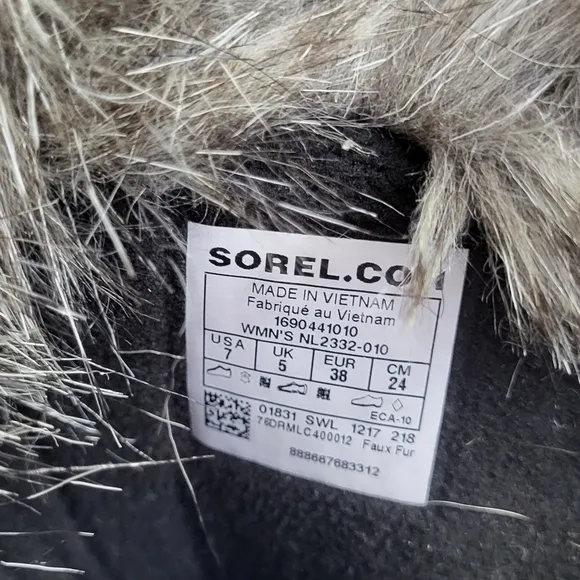 SOREL.CO
MADE IN VIETNAM
Fabriqué au Vietnam
1690441010
WMN'S NL2332-010
USA UK EUR CM
7 5 38 24
ECA-10
01831 SWL 1217 218
76DRMLC400012 Faux Fur
888667683312